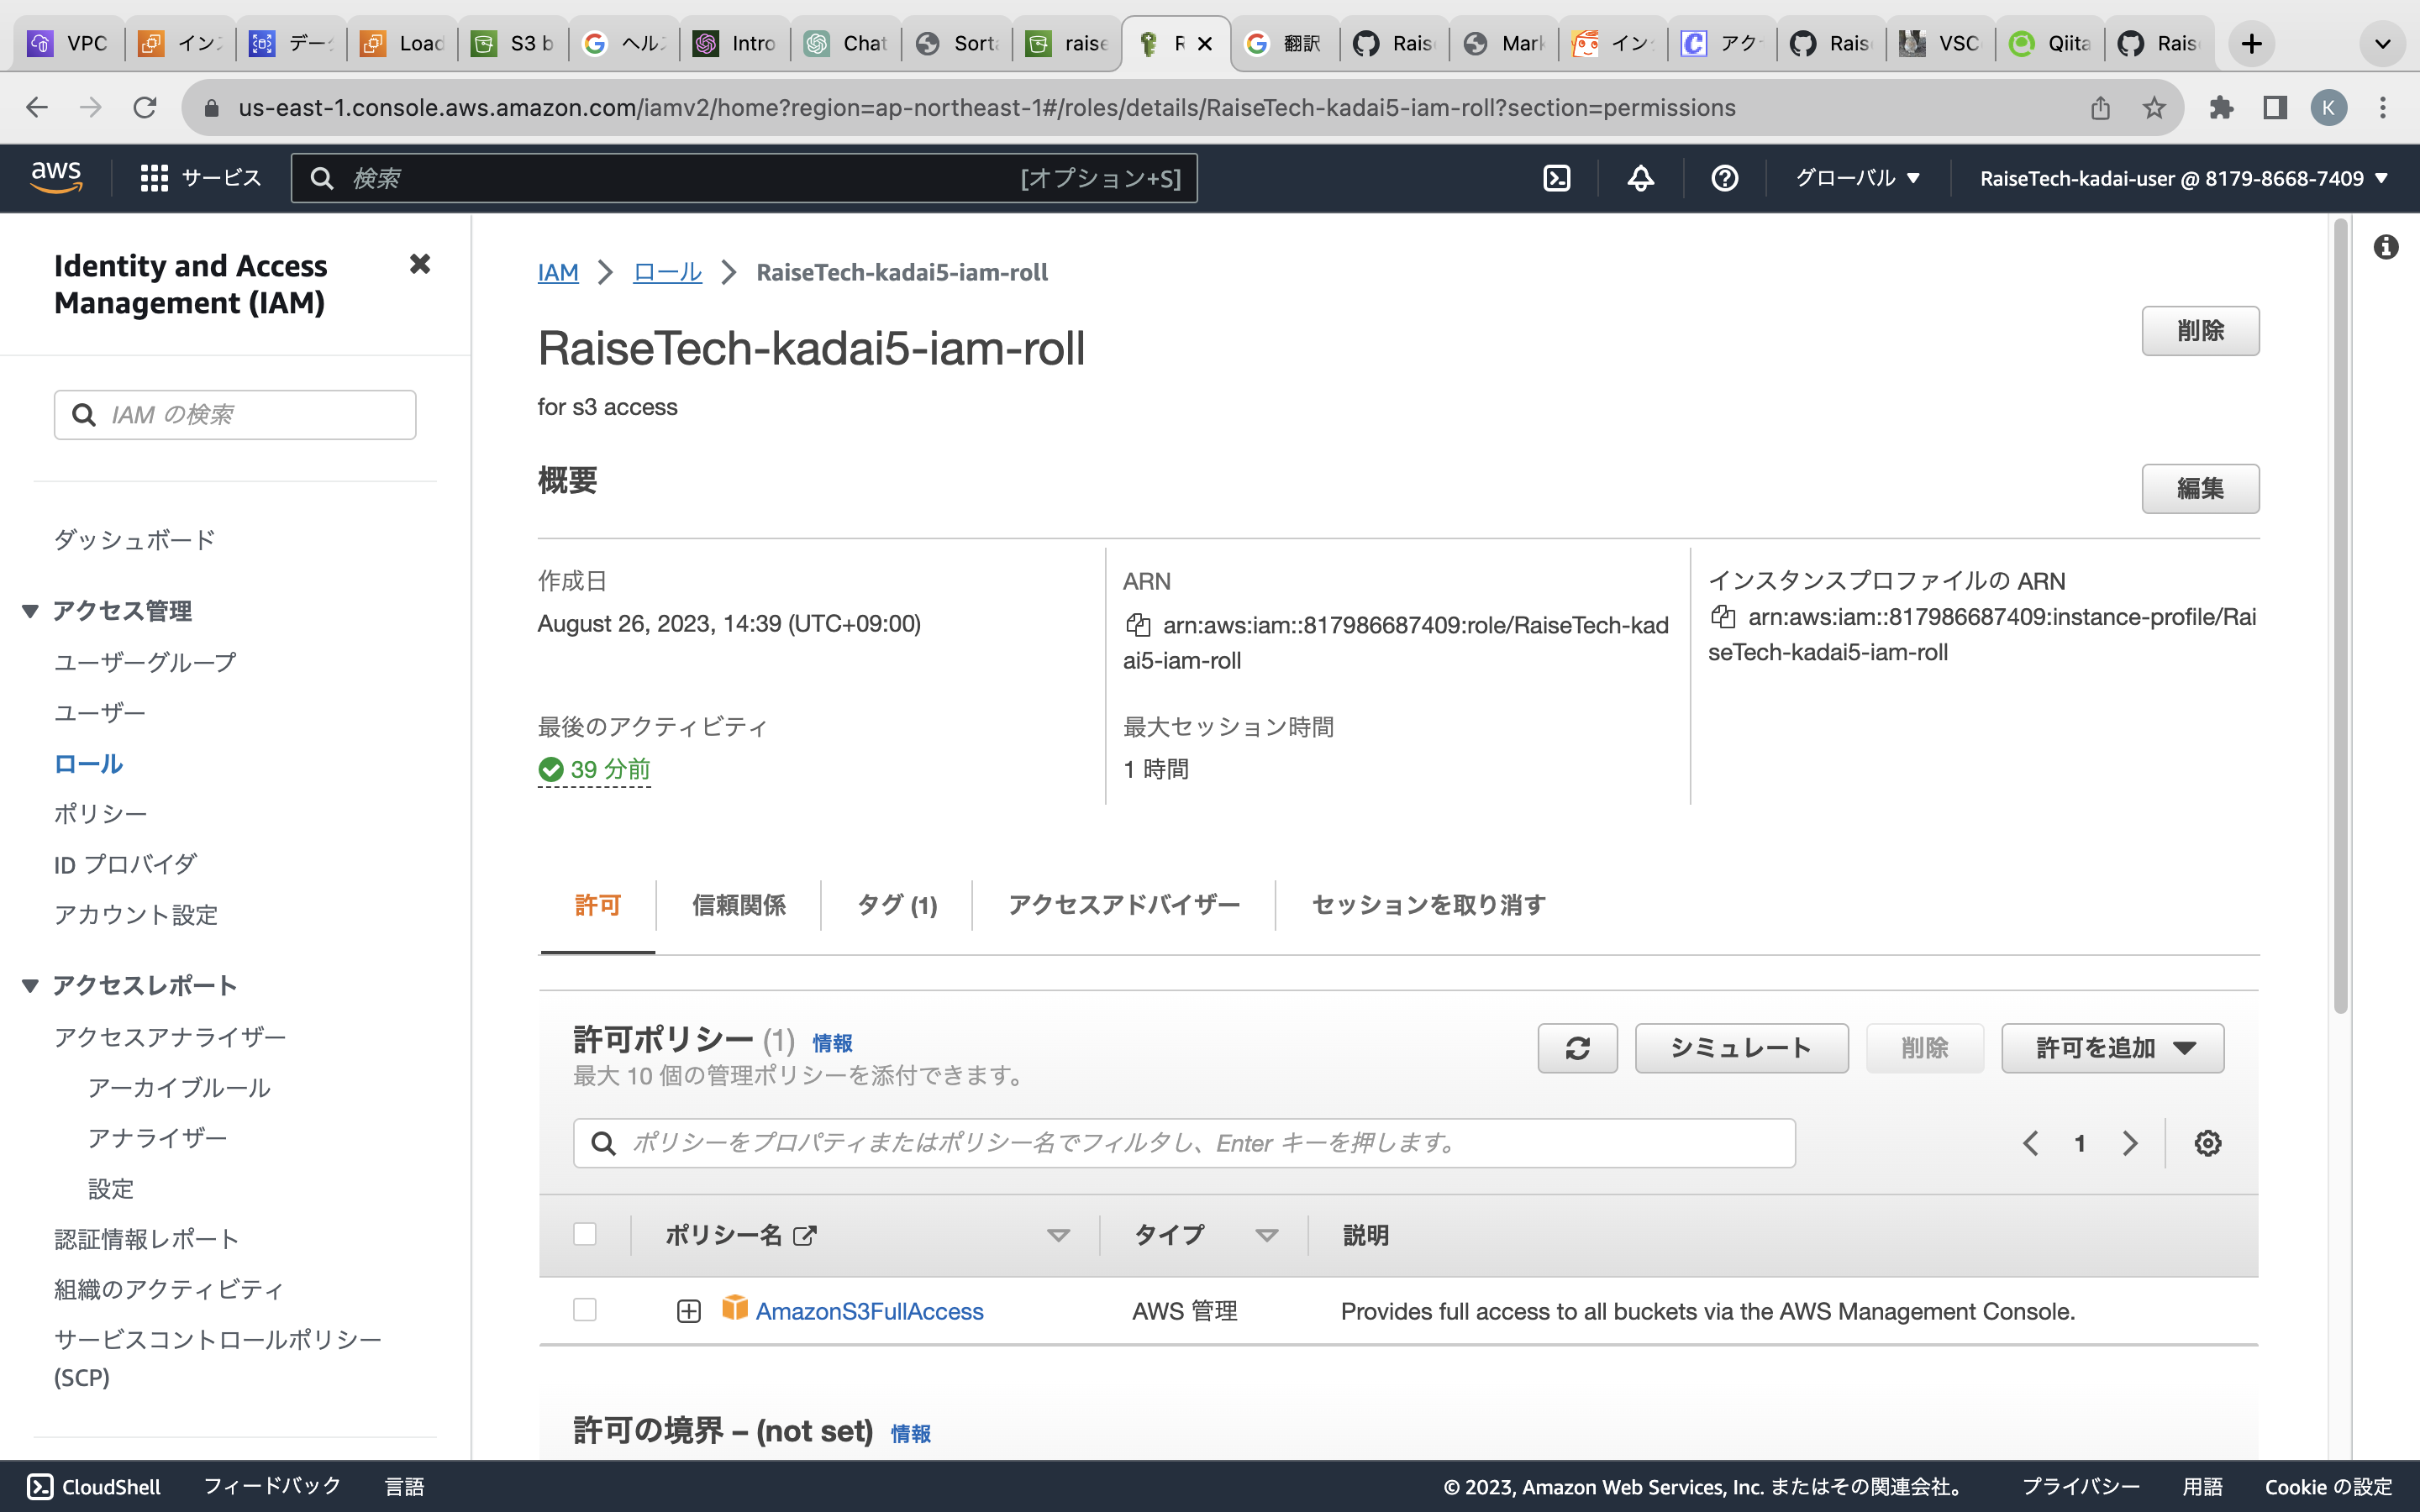 VPC
イン
デー
Load
S3 b
ヘル
Intro
Chat
Sort
raise
R
翻訳
Rais
Mark
イン
アク
Rais
VSC
Qiita
Rais
us-east-1.console.aws.amazon.com/iamv2/home?region=ap-northeast-1#/roles/details/RaiseTech-kadai5-iam-roll?section=permissions
K
aws
サービス
検索
[オプション+S]
グローバル
RaiseTech-kadai-user @ 8179-8668-7409
Identity and Access
Management (IAM)
IAM の検索
ダッシュボード
アクセス管理
ユーザーグループ
ユーザー
ロール
ポリシー
ID プロバイダ
アカウント設定
アクセスレポート
アクセスアナライザー
アーカイブルール
アナライザー
設定
認証情報レポート
組織のアクティビティ
サービスコントロールポリシー
(SCP)
IAM
ロール
RaiseTech-kadai5-iam-roll
RaiseTech-kadai5-iam-roll
削除
for s3 access
概要
編集
作成日
August 26, 2023, 14:39 (UTC+09:00)
ARN
arn:aws:iam::817986687409:role/RaiseTech-kad
ai5-iam-roll
インスタンスプロファイルの ARN
arn:aws:iam::817986687409:instance-profile/Rai
seTech-kadai5-iam-roll
最後のアクティビティ
39 分前
最大セッション時間
1 時間
許可
信頼関係
タグ (1)
アクセスアドバイザー
セッションを取り消す
許可ポリシー (1) 情報
最大 10 個の管理ポリシーを添付できます。
シミュレート
削除
許可を追加
ポリシーをプロパティまたはポリシー名でフィルタし、Enter キーを押します。
1
ポリシー名
タイプ
説明
AmazonS3FullAccess
AWS 管理
Provides full access to all buckets via the AWS Management Console.
許可の境界 – (not set) 情報
CloudShell
フィードバック
言語
© 2023, Amazon Web Services, Inc. またはその関連会社。
プライバシー
用語
Cookie の設定